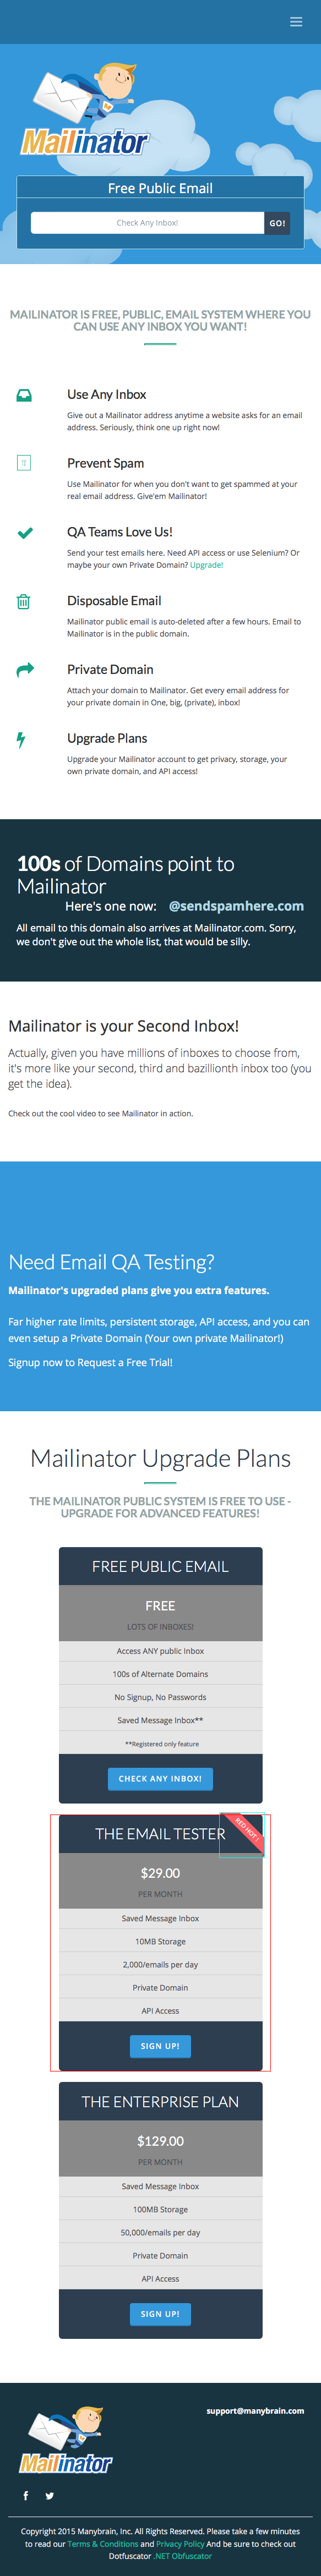 Mailinator
Free Public Email
Check Any Inbox!
GO!
MAILINATOR IS FREE, PUBLIC, EMAIL SYSTEM WHERE YOU
CAN USE ANY INBOX YOU WANT!
Use Any Inbox
Give out a Mailinator address anytime a website asks for an email
address. Seriously, think one up right now!
Prevent Spam
Use Mailinator for when you don't want to get spammed at your
real email address. Give'em Mailinator!
QA Teams Love Us!
Send your test emails here. Need API access or use Selenium? Or
maybe your own Private Domain? Upgrade!
Disposable Email
Mailinator public email is auto-deleted after a few hours. Email to
Mailinator is in the public domain.
Private Domain
Attach your domain to Mailinator. Get every email address for
your private domain in One, big, (private), inbox!
Upgrade Plans
Upgrade your Mailinator account to get privacy, storage, your
own private domain, and API access!
100s of Domains point to
Mailinator
Here's one now: @sendspamhere.com
All email to this domain also arrives at Mailinator.com. Sorry,
we don't give out the whole list, that would be silly.
Mailinator is your Second Inbox!
Actually, given you have millions of inboxes to choose from,
it's more like your second, third and bazillionth inbox too (you
get the idea).
Check out the cool video to see Mailinator in action.
Need Email QA Testing?
Mailinator's upgraded plans give you extra features.
Far higher rate limits, persistent storage, API access, and you can
even setup a Private Domain (Your own private Mailinator!)
Signup now to Request a Free Trial!
Mailinator Upgrade Plans
THE MAILINATOR PUBLIC SYSTEM IS FREE TO USE -
UPGRADE FOR ADVANCED FEATURES!
FREE PUBLIC EMAIL
FREE
LOTS OF INBOXES!
Access ANY public Inbox
100s of Alternate Domains
No Signup, No Passwords
Saved Message Inbox**
**Registered only feature
CHECK ANY INBOX!
RED HOT!
THE EMAIL TESTER
$29.00
PER MONTH
Saved Message Inbox
10MB Storage
2,000/emails per day
Private Domain
API Access
SIGN UP!
THE ENTERPRISE PLAN
$129.00
PER MONTH
Saved Message Inbox
100MB Storage
50,000/emails per day
Private Domain
API Access
SIGN UP!
Mailinator
support@manybrain.com
Copyright 2015 Manybrain, Inc. All Rights Reserved. Please take a few minutes
to read our Terms & Conditions and Privacy Policy And be sure to check out
Dotfuscator .NET Obfuscator